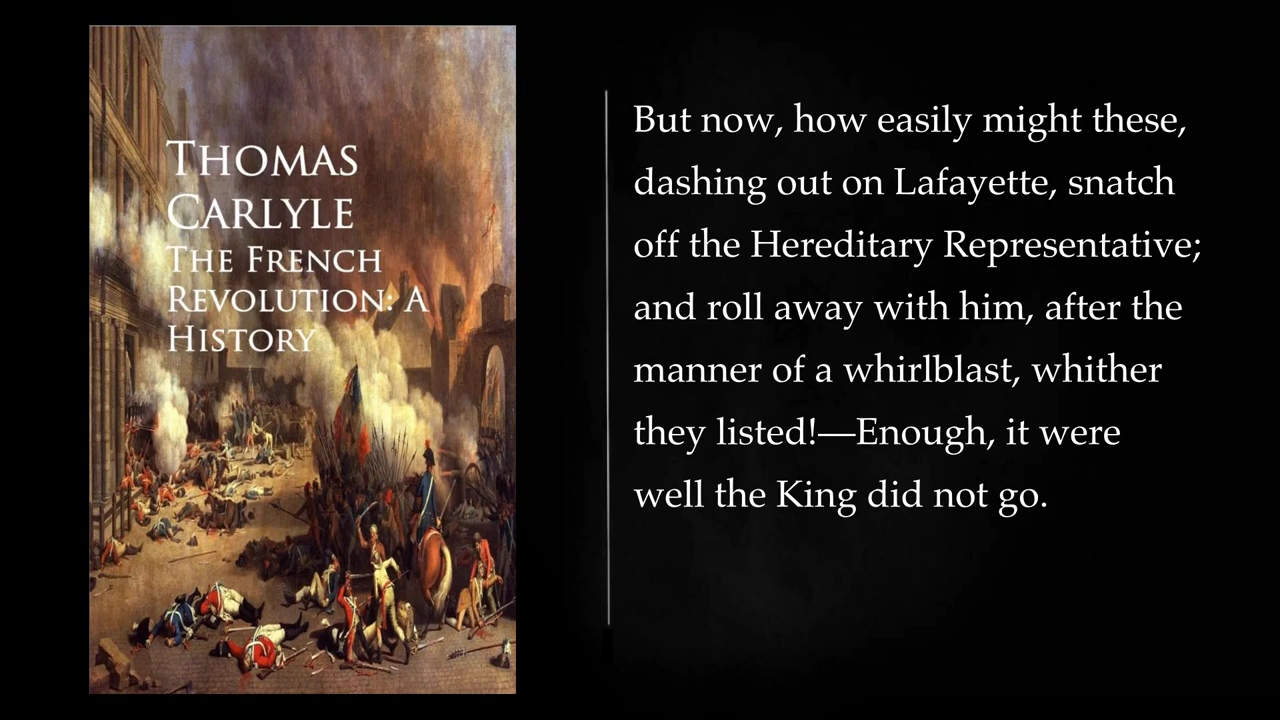 THOMAS
CARLYLE
THE FRENCH
REVOLUTION: A
HISTORY
But now, how easily might these,
dashing out on Lafayette, snatch
off the Hereditary Representative;
and roll away with him, after the
manner of a whirlblast, whither
they listed!—Enough, it were
well the King did not go.